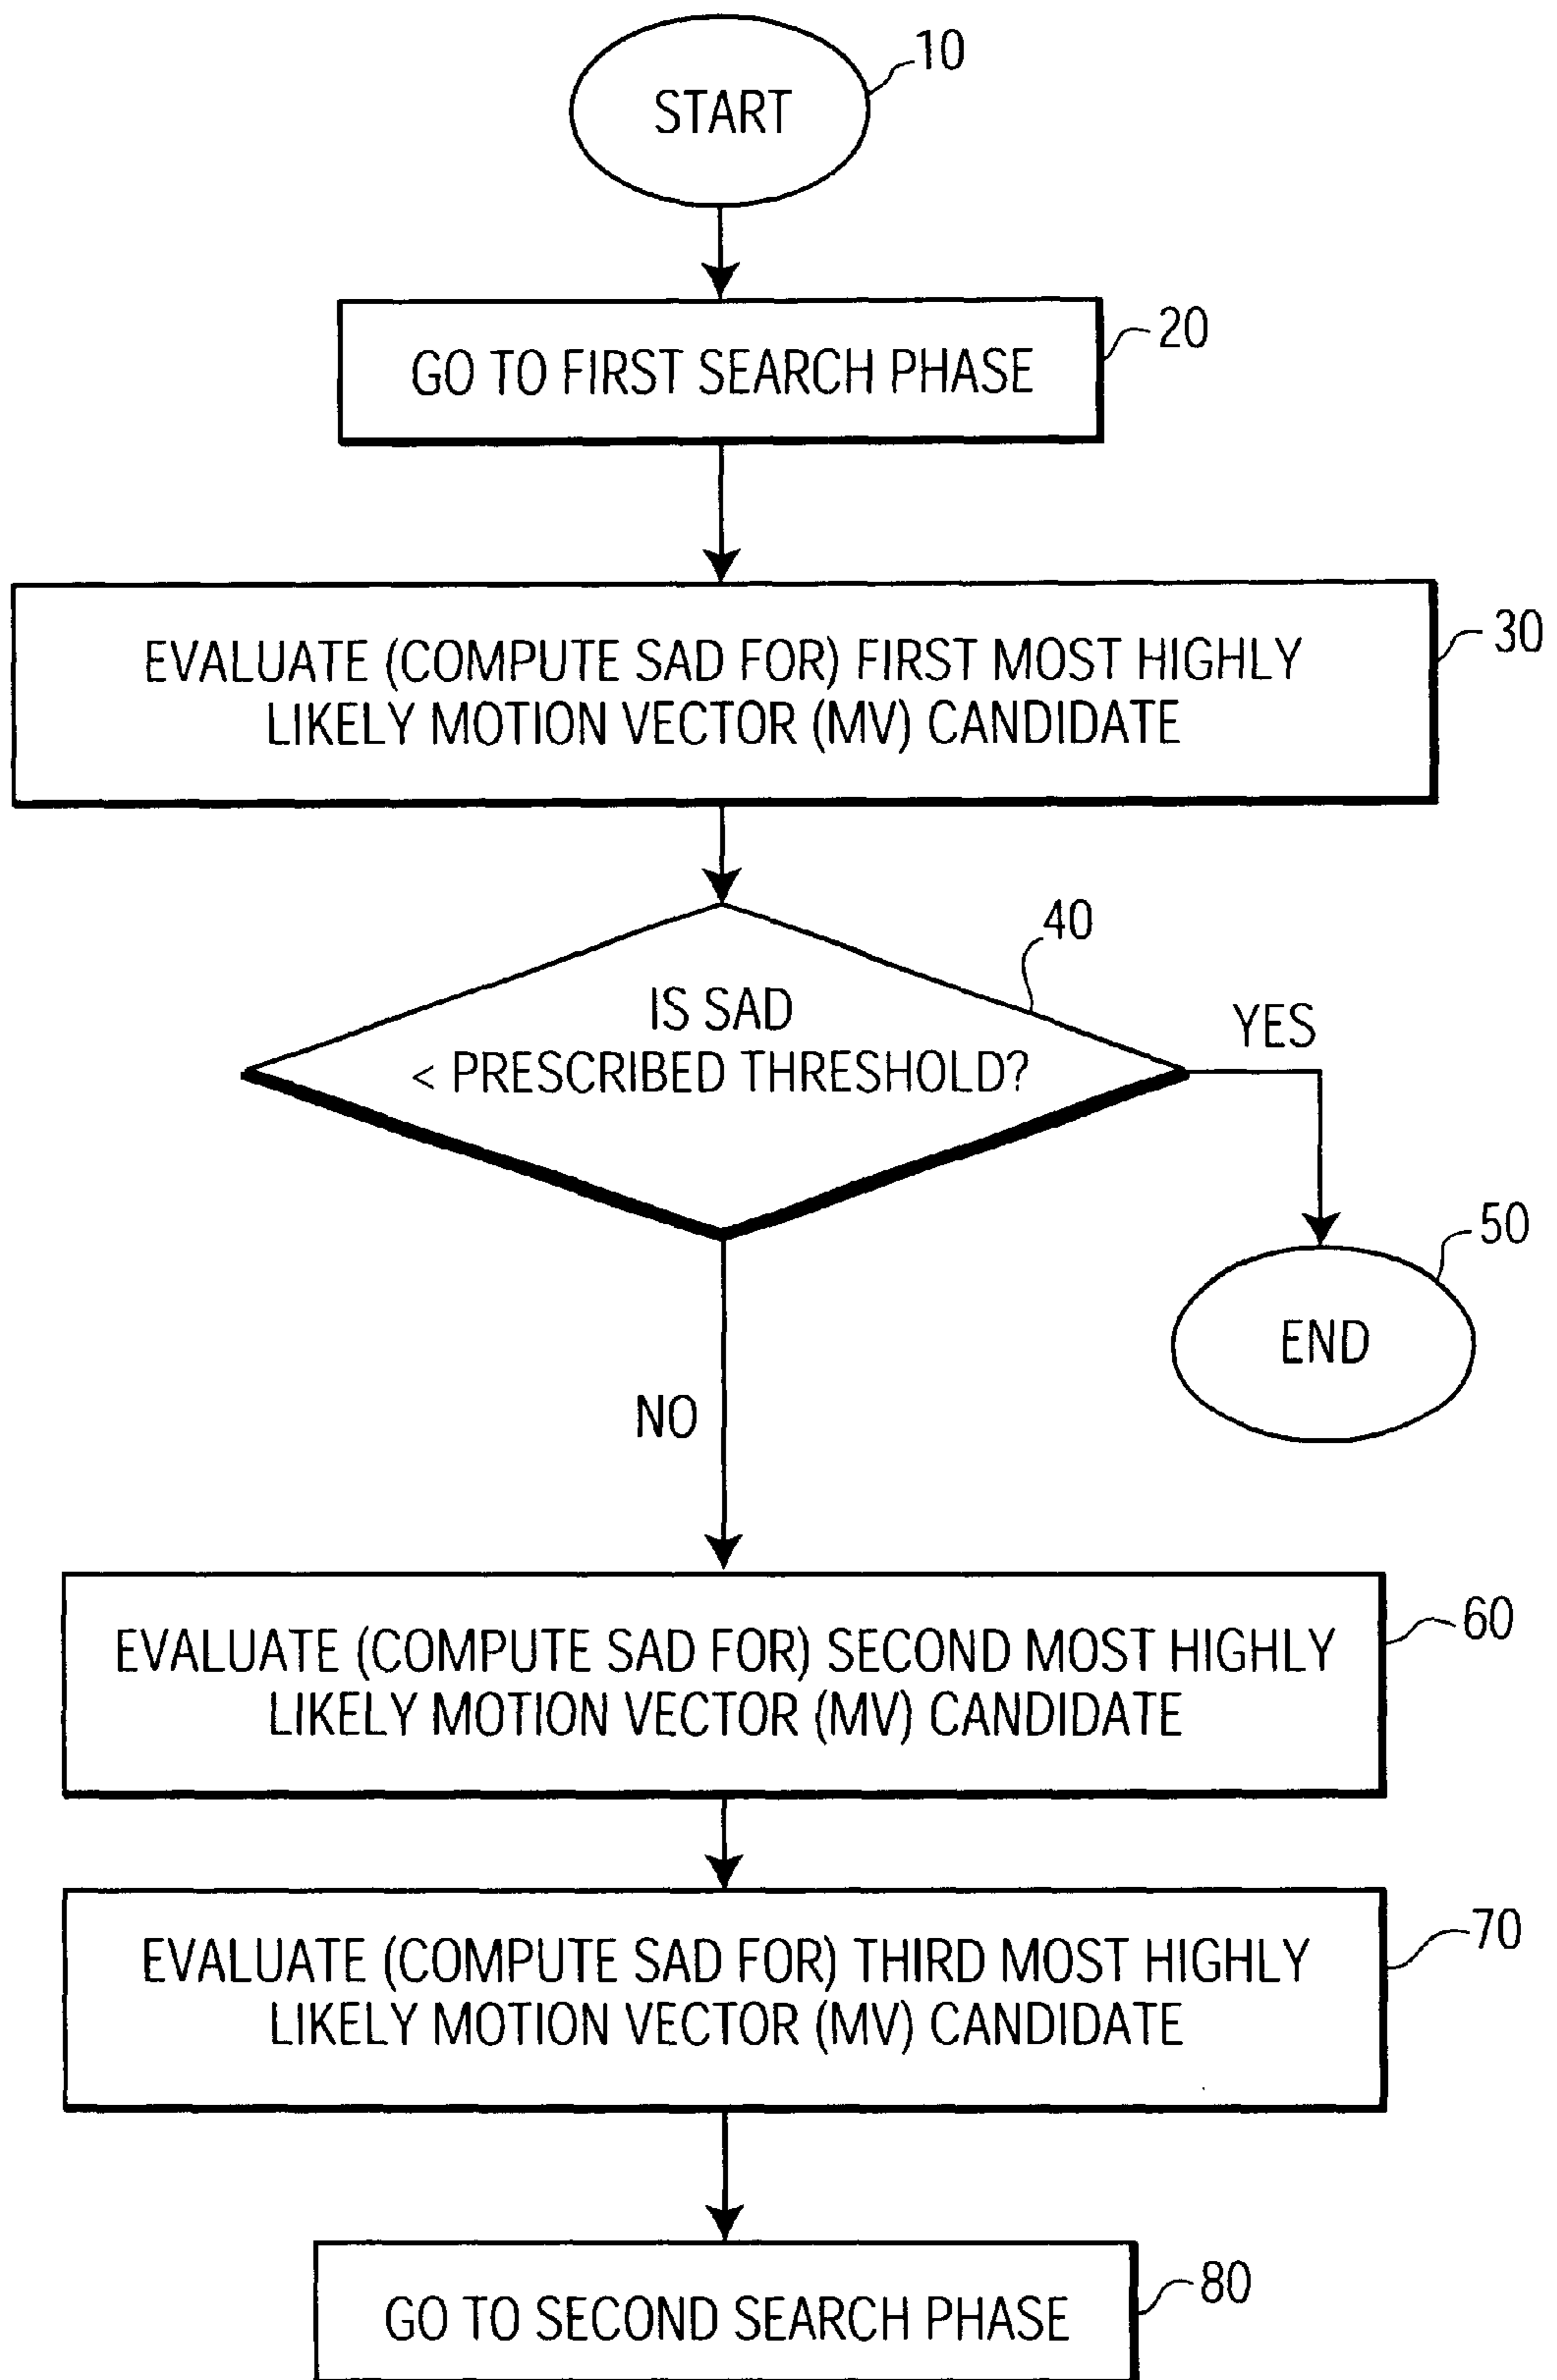 10
START
20
GO TO FIRST SEARCH PHASE
30
EVALUATE (COMPUTE SAD FOR) FIRST MOST HIGHLY
LIKELY MOTION VECTOR (MV) CANDIDATE
40
IS SAD
< PRESCRIBED THRESHOLD?
YES
50
END
NO
60
EVALUATE (COMPUTE SAD FOR) SECOND MOST HIGHLY
LIKELY MOTION VECTOR (MV) CANDIDATE
70
EVALUATE (COMPUTE SAD FOR) THIRD MOST HIGHLY
LIKELY MOTION VECTOR (MV) CANDIDATE
80
GO TO SECOND SEARCH PHASE